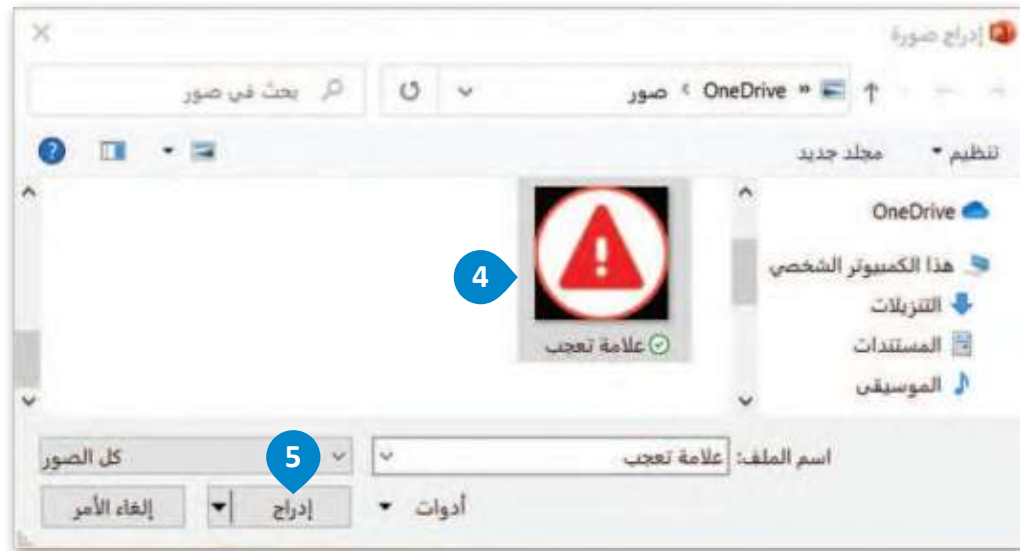 إدراج صورة
صور › OneDrive «
بحث في صور
تنظيم
مجلد جديد
OneDrive
هذا الكمبيوتر الشخصي
التنزيلات
المستندات
الموسيقى
4
علامة تعجب
اسم الملف: علامة تعجب
كل الصور
5
أدوات
إدراج
إلغاء الأمر